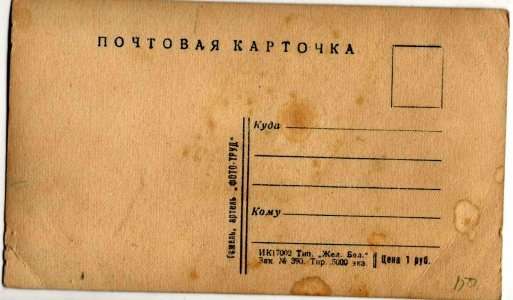 ПОЧТОВАЯ КАРТОЧКА
Куда
Кому
Гомель, артель „ФОТО-ТРУД"
ИК17002 Тип. „Жел. Бел."
Зак. № 390. Тир. 5000 экз.
Цена 1 руб.
150